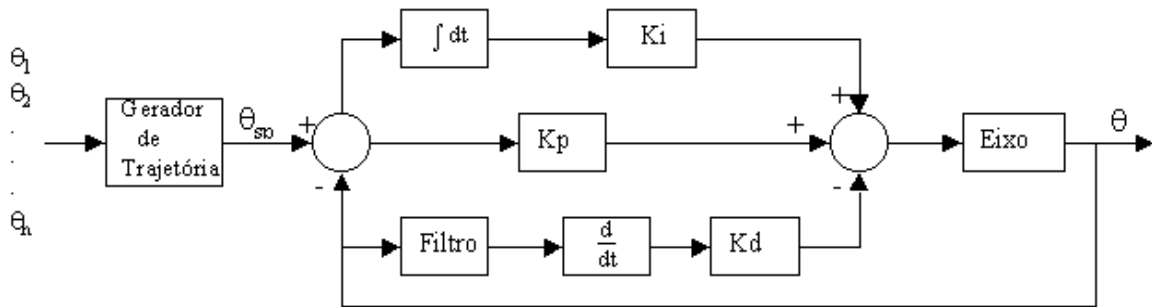 θ1
θ2
.
.
.
θn
Gerador
de
Trajetória
θsp
+
-
∫ dt
Ki
Kp
Filtro
d
dt
Kd
+
+
-
Eixo
θ